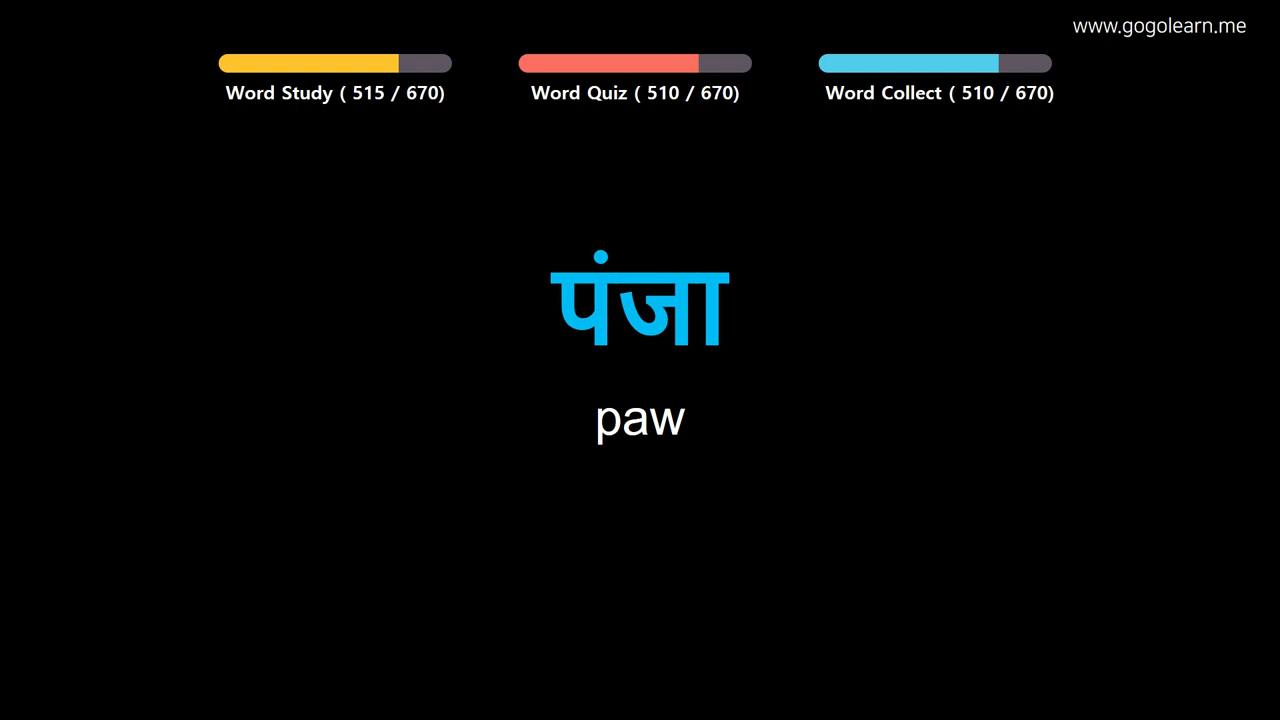 www.gogolearn.me
Word Study ( 515 / 670)
Word Quiz ( 510 / 670)
Word Collect ( 510 / 670)
पंजा
paw